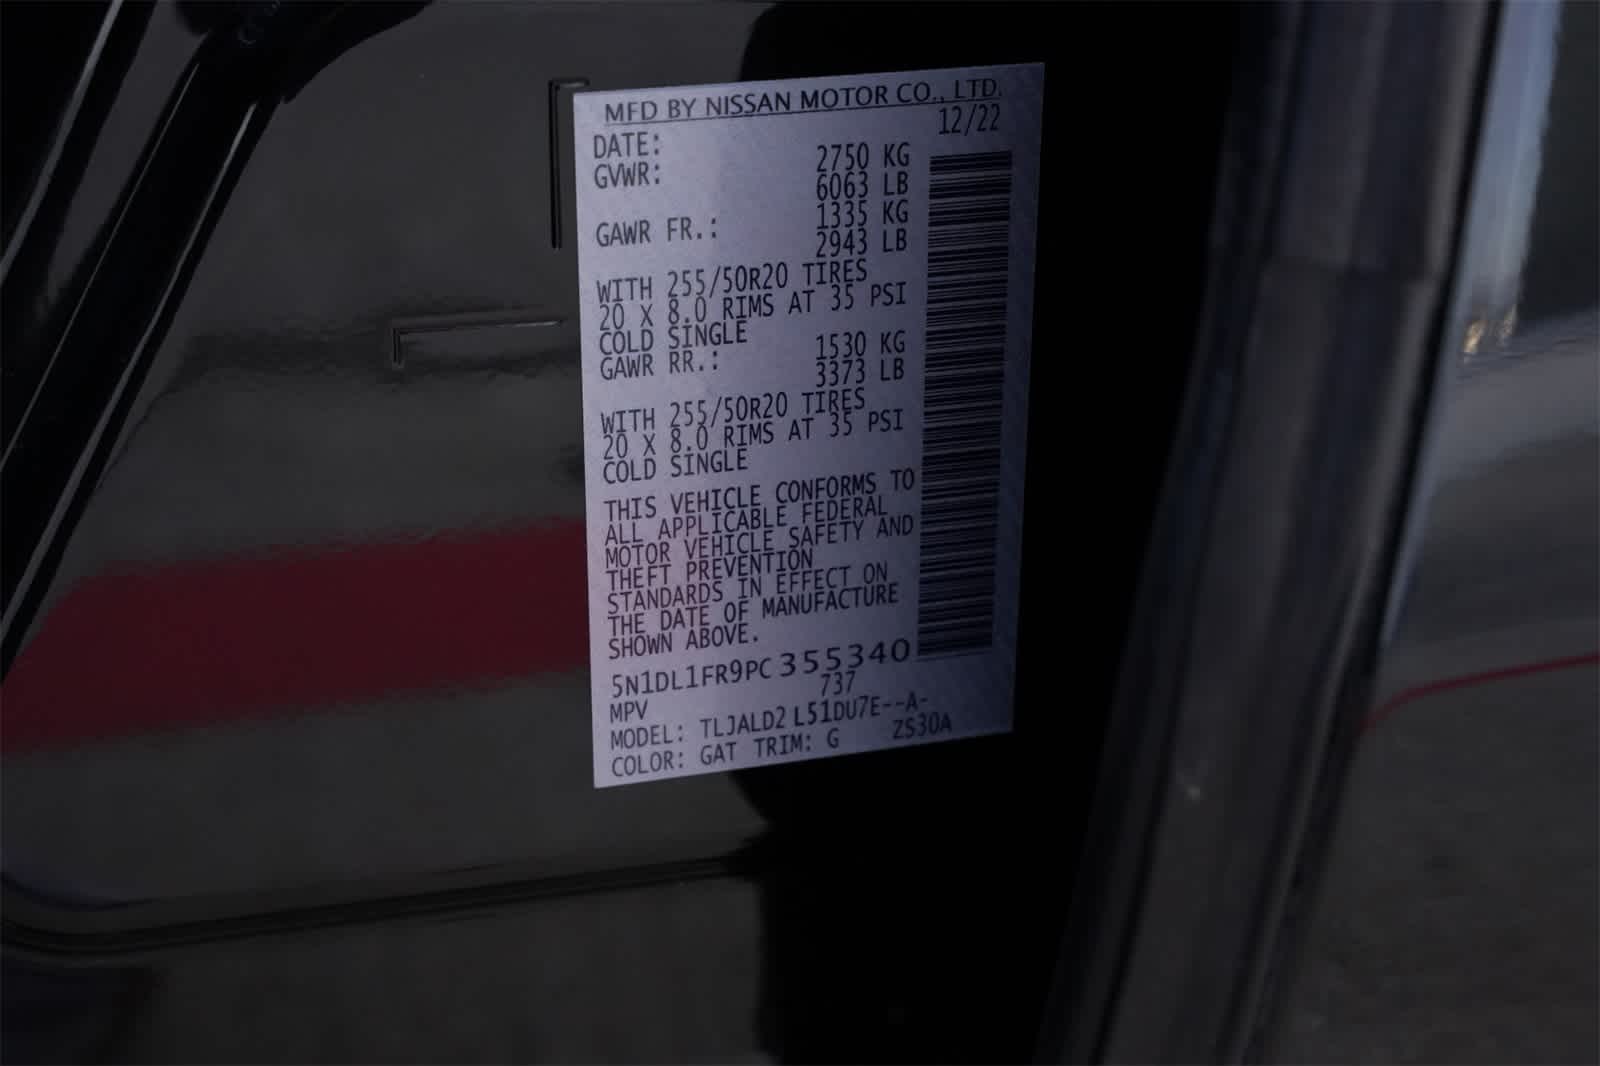 MFD BY NISSAN MOTOR CO., LTD.
DATE: 12/22
GVWR: 2750 KG
6063 LB
GAWR FR.: 1335 KG
2943 LB
WITH 255/50R20 TIRES
20 X 8.0 RIMS AT 35 PSI
COLD SINGLE
GAWR RR.: 1530 KG
3373 LB
WITH 255/50R20 TIRES
20 X 8.0 RIMS AT 35 PSI
COLD SINGLE
THIS VEHICLE CONFORMS TO
ALL APPLICABLE FEDERAL
MOTOR VEHICLE SAFETY AND
THEFT PREVENTION
STANDARDS IN EFFECT ON
THE DATE OF MANUFACTURE
SHOWN ABOVE.
5N1DL1FR9PC355340
737
MPV
MODEL: TLJALD2 L51DU7E--A-
COLOR: GAT TRIM: G ZS30A